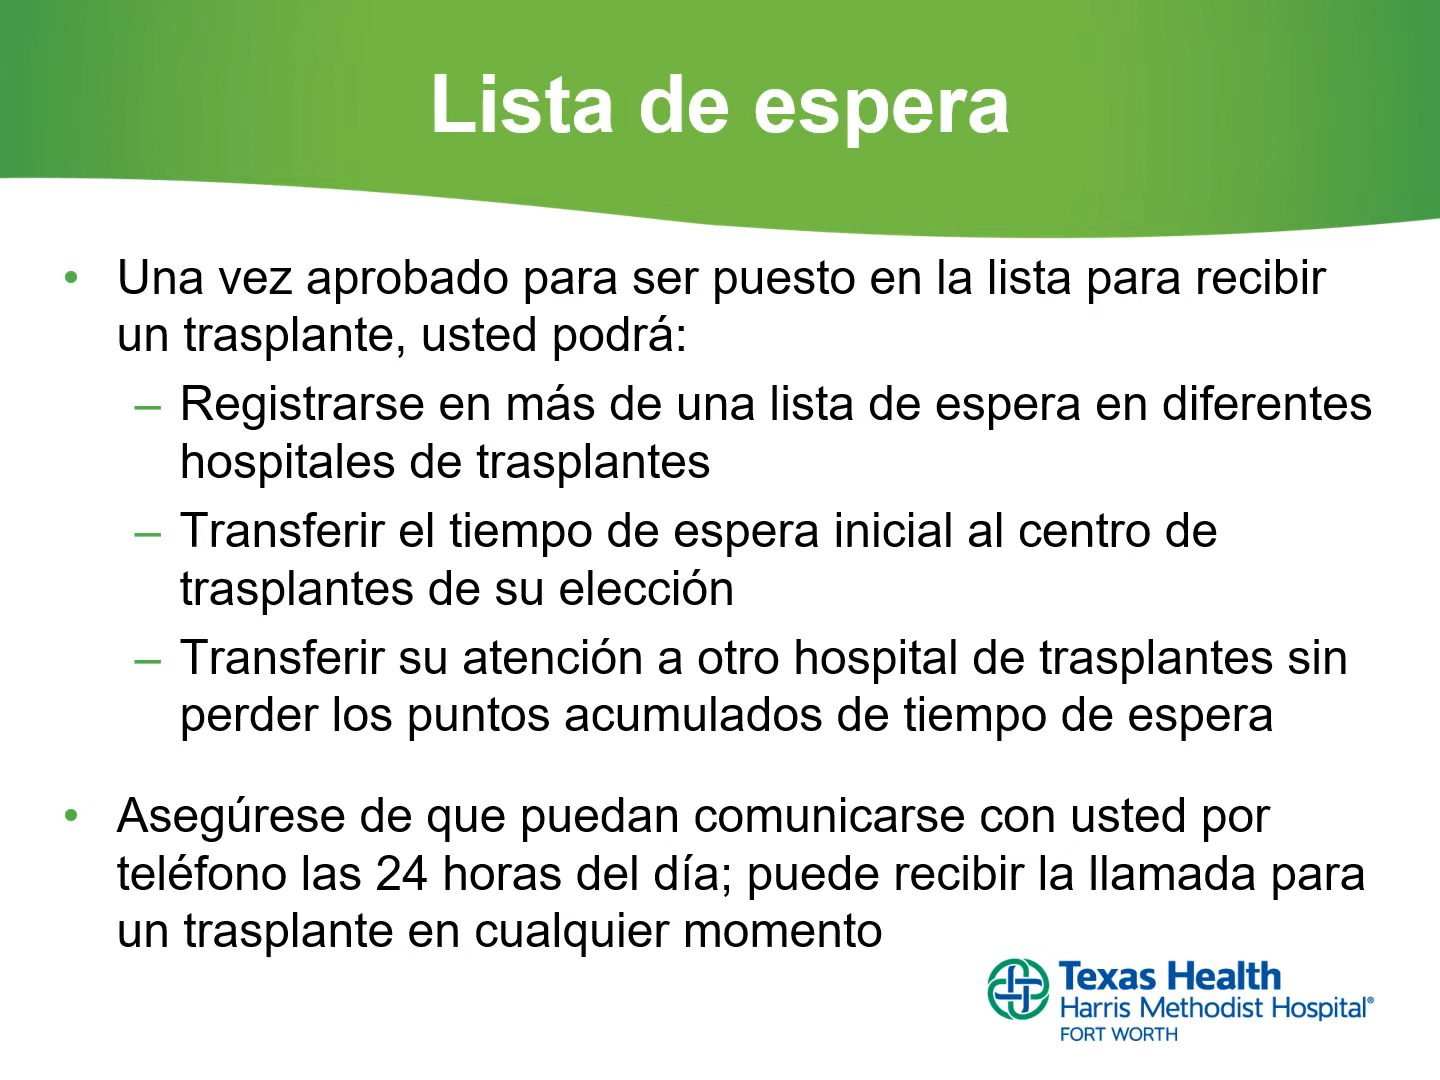 Lista de espera
• Una vez aprobado para ser puesto en la lista para recibir
un trasplante, usted podrá:
– Registrarse en más de una lista de espera en diferentes
hospitales de trasplantes
– Transferir el tiempo de espera inicial al centro de
trasplantes de su elección
– Transferir su atención a otro hospital de trasplantes sin
perder los puntos acumulados de tiempo de espera
• Asegúrese de que puedan comunicarse con usted por
teléfono las 24 horas del día; puede recibir la llamada para
un trasplante en cualquier momento
Texas Health
Harris Methodist Hospital®
FORT WORTH